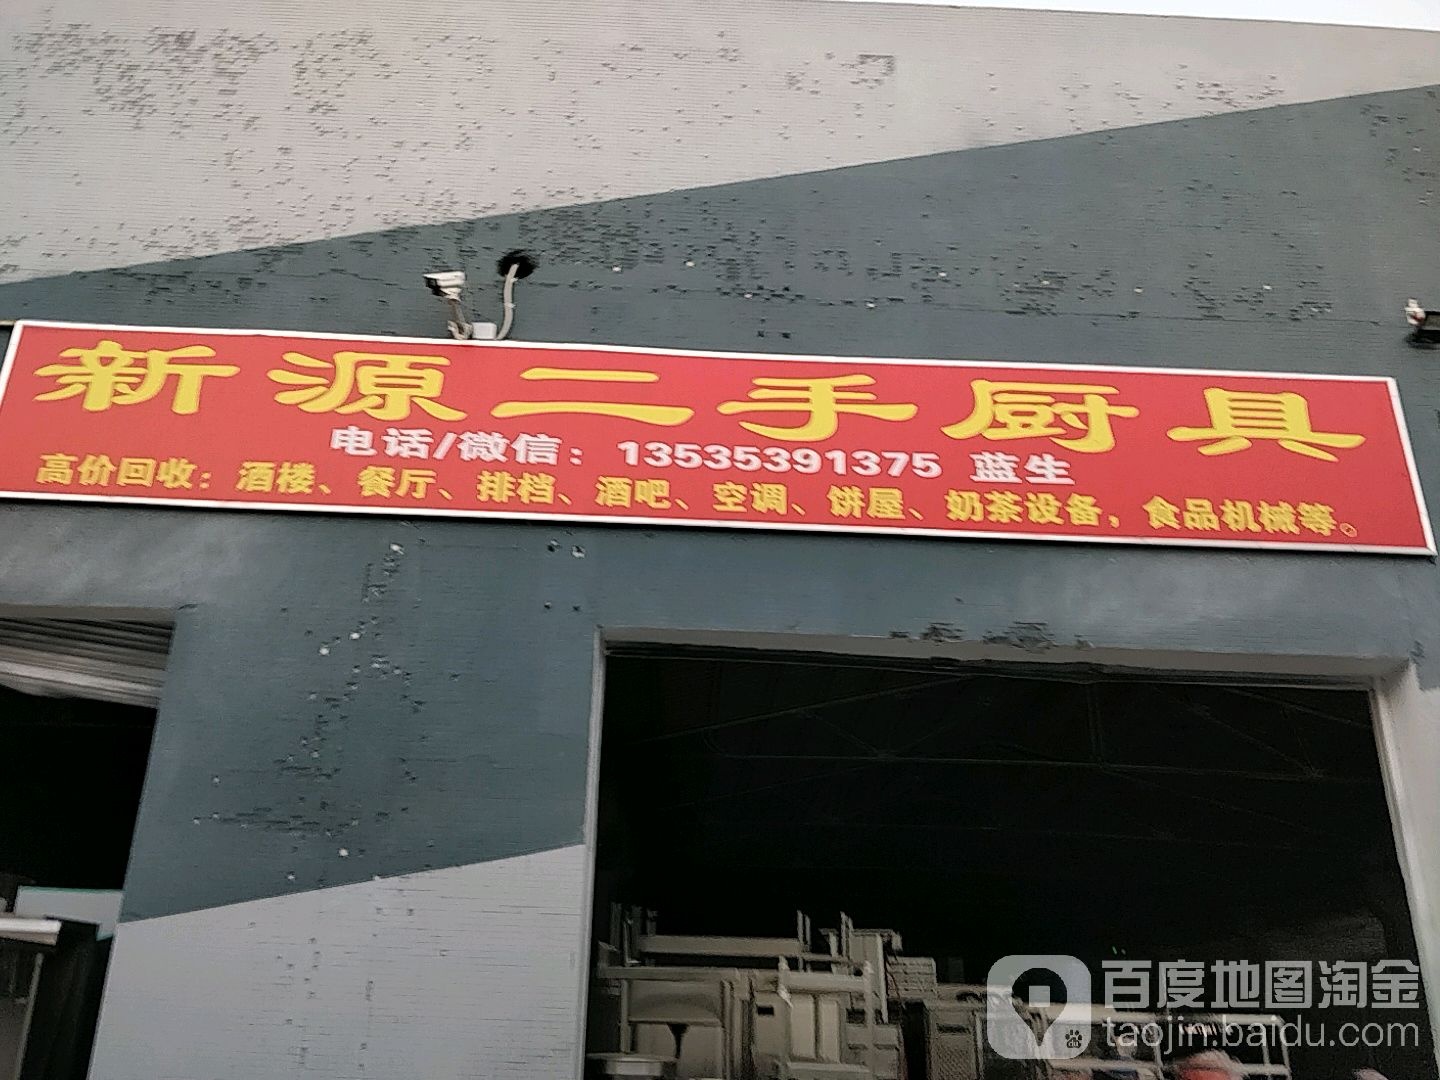 新源二手厨具
电话/微信：13535391375 蓝生
高价回收：酒楼、餐厅、排档、酒吧、空调、饼屋、奶茶设备，食品机械等。
百度地图淘金
taojin.baidu.com